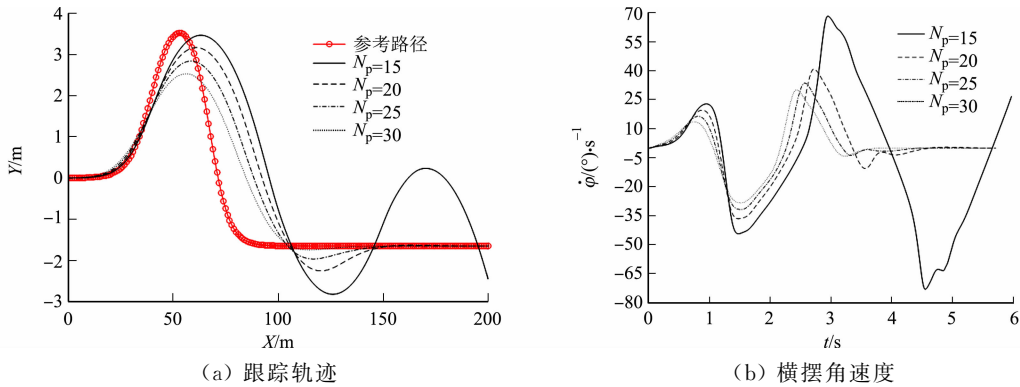 4
3
2
1
0
−1
−2
−3
Y/m
0
50
100
150
200
X/m
参考路径
Np=15
Np=20
Np=25
Np=30
(a) 跟踪轨迹
70
55
40
25
10
−5
−20
−35
−50
−65
−80
φ̇/(°)·s⁻¹
0
1
2
3
4
5
6
t/s
Np=15
Np=20
Np=25
Np=30
(b) 横摆角速度